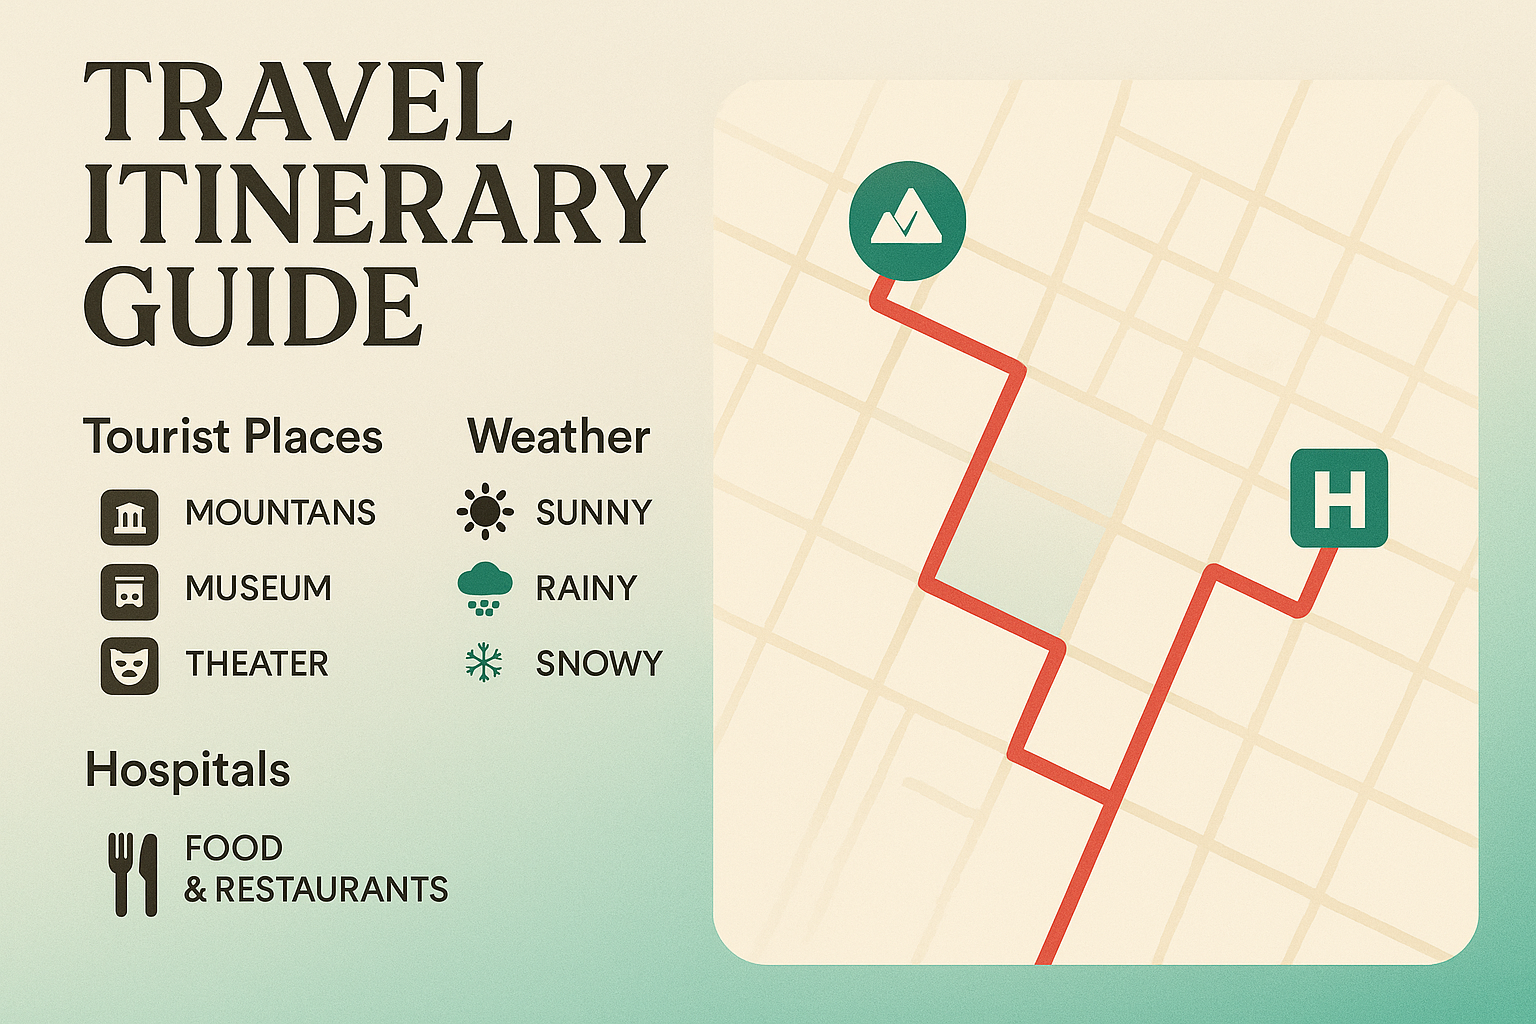 TRAVEL
ITINERARY
GUIDE
Tourist Places
MOUNTANS
MUSEUM
THEATER
Weather
SUNNY
RAINY
SNOWY
Hospitals
FOOD
& RESTAURANTS
H